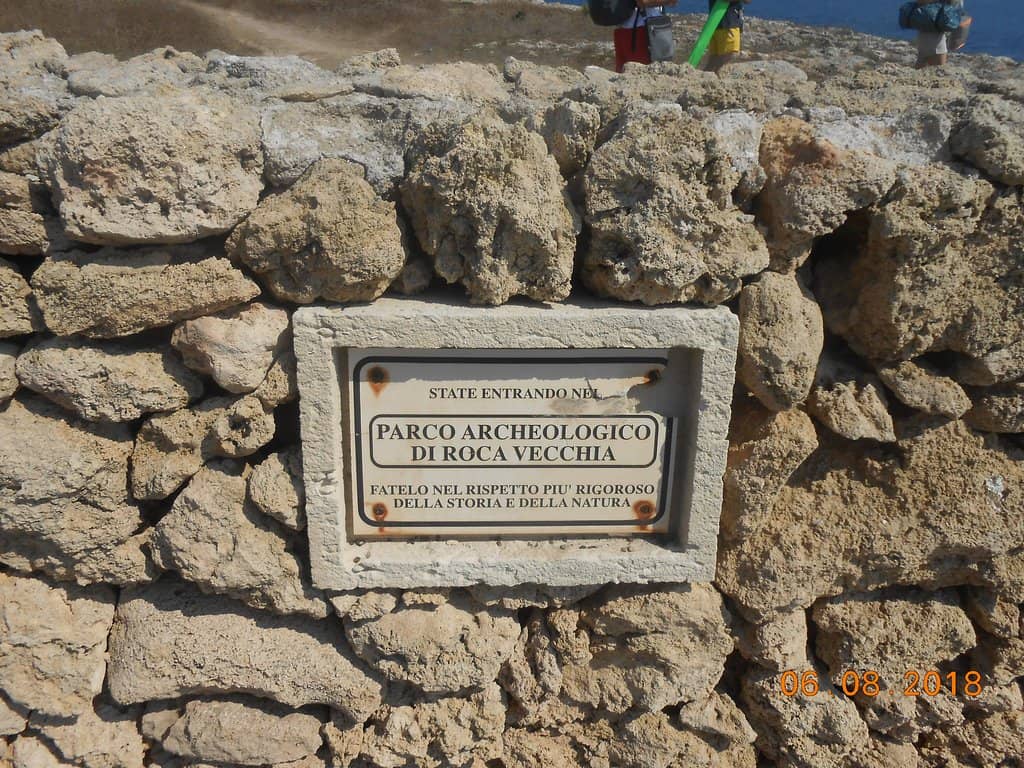 STATE ENTRANDO NEL
PARCO ARCHEOLOGICO
DI ROCA VECCHIA
FATELO NEL RISPETTO PIU' RIGOROSO
DELLA STORIA E DELLA NATURA
06 08 2018